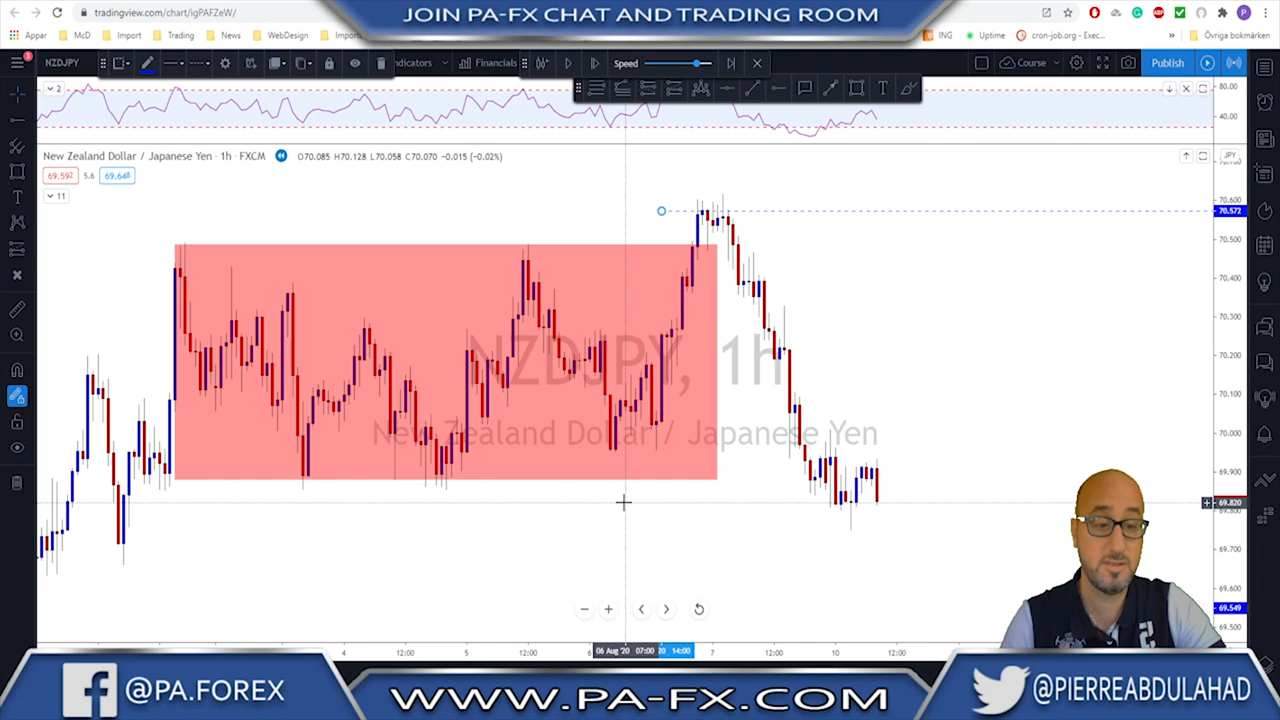 JOIN PA-FX CHAT AND TRADING ROOM
tradingview.com/chart/igPAFZeW/
Appar McD Import Trading News WebDesign ING Uptime cron-job.org - Exec... » Övriga bokmärken
NZDJPY Indicators Financials Speed Course Publish
2
80.00
40.00
New Zealand Dollar / Japanese Yen · 1h · FXCM O70.085 H70.128 L70.058 C70.070 −0.015 (−0.02%)
JPY
69.592 5.6 69.648
11
70.600
70.572
70.500
70.400
70.300
70.200
70.100
70.000
69.900
69.820
69.700
69.600
69.549
69.500
NZDJPY, 1h
New Zealand Dollar / Japanese Yen
4 12:00 5 12:00 6 06 Aug '20 07:00 20 14:00 7 12:00 10 12:00
@PA.FOREX
WWW.PA-FX.COM
@PIERREABDULAHAD